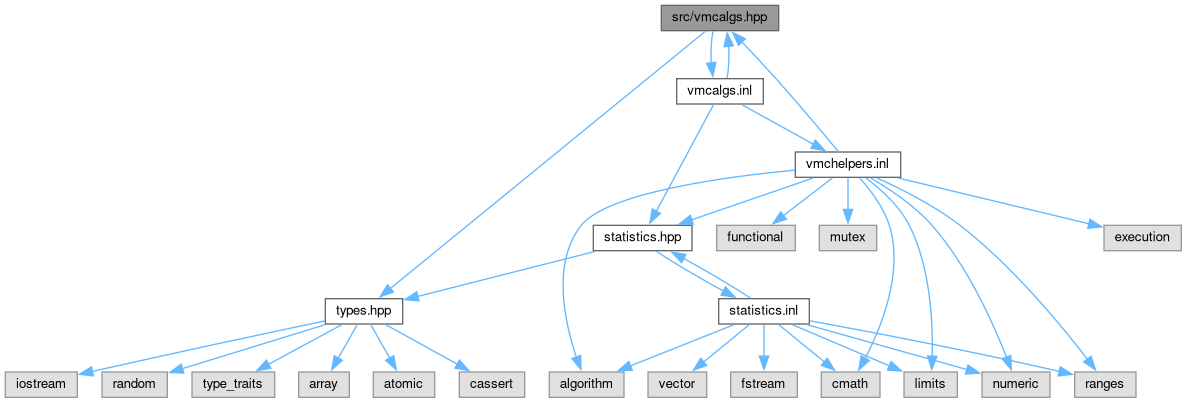 src/vmcalgs.hpp
vmcalgs.inl
vmchelpers.inl
statistics.hpp
functional
mutex
execution
types.hpp
statistics.inl
iostream
random
type_traits
array
atomic
cassert
algorithm
vector
fstream
cmath
limits
numeric
ranges